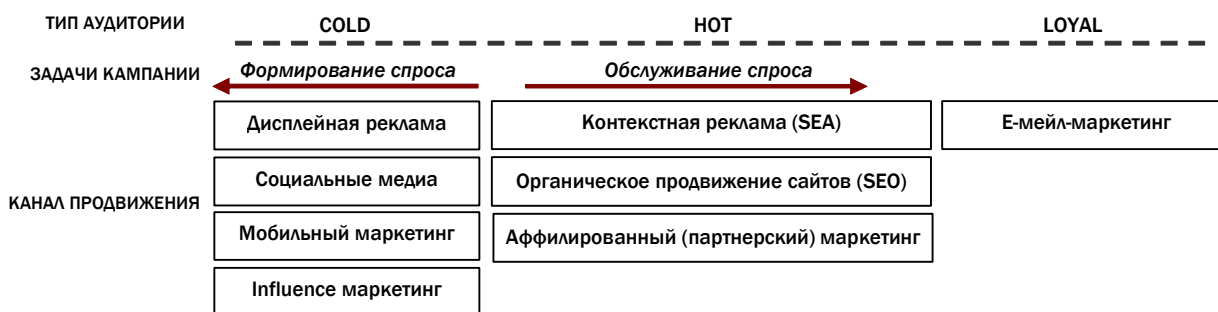 ТИП АУДИТОРИИ COLD HOT LOYAL
ЗАДАЧИ КАМПАНИИ Формирование спроса Обслуживание спроса
Дисплейная реклама Контекстная реклама (SEA) Е-мейл-маркетинг
Социальные медиа Органическое продвижение сайтов (SEO)
КАНАЛ ПРОДВИЖЕНИЯ
Мобильный маркетинг Аффилированный (партнерский) маркетинг
Influence маркетинг